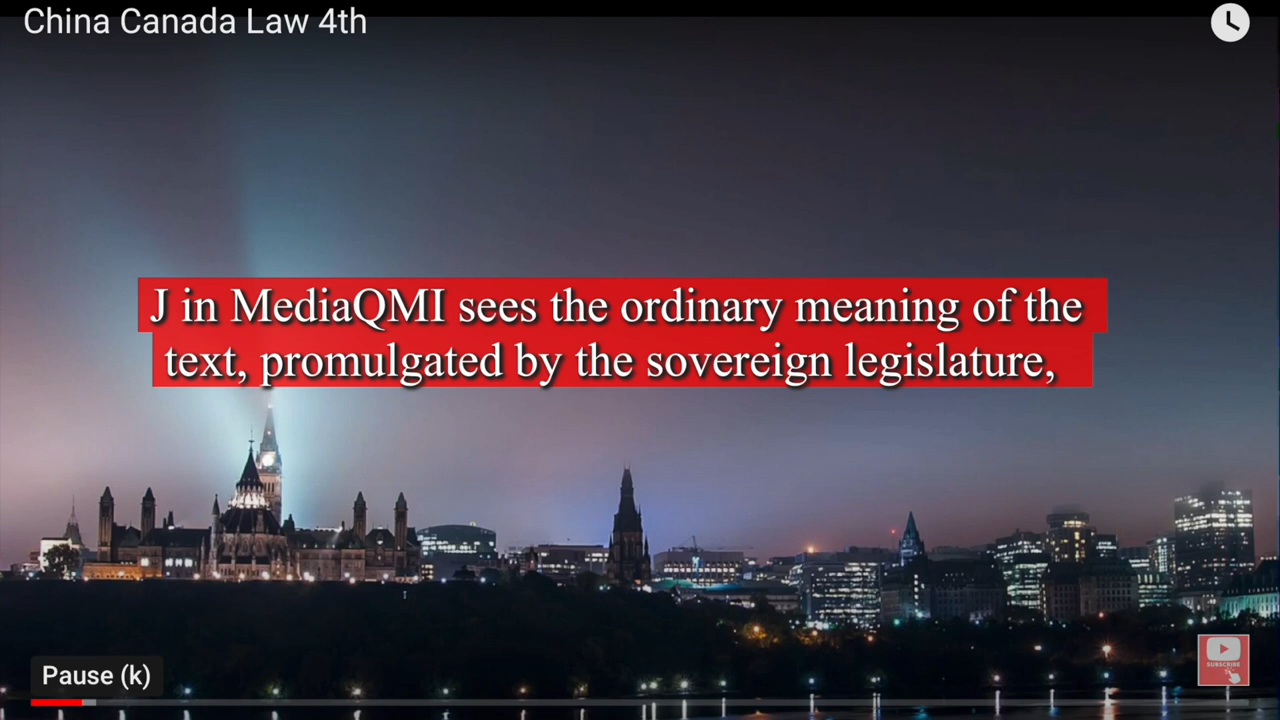 China Canada Law 4th
J in MediaQMI sees the ordinary meaning of the
text, promulgated by the sovereign legislature,
SUBSCRIBE
Pause (k)